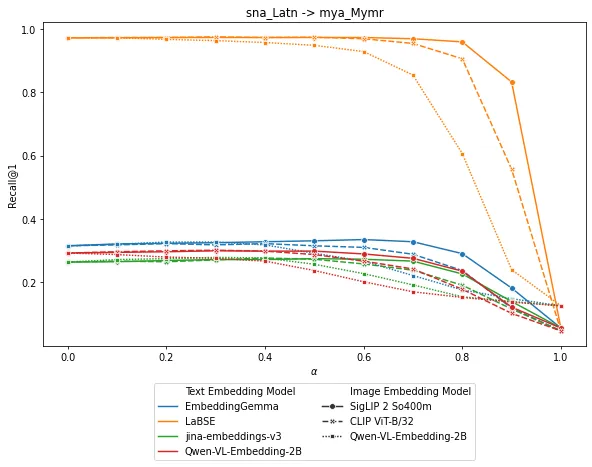 sna_Latn -> mya_Mymr
Recall@1
1.0
0.8
0.6
0.4
0.2
0.0 0.2 0.4 0.6 0.8 1.0
α
Text Embedding Model
EmbeddingGemma
LaBSE
jina-embeddings-v3
Qwen-VL-Embedding-2B
Image Embedding Model
SigLIP 2 So400m
CLIP ViT-B/32
Qwen-VL-Embedding-2B